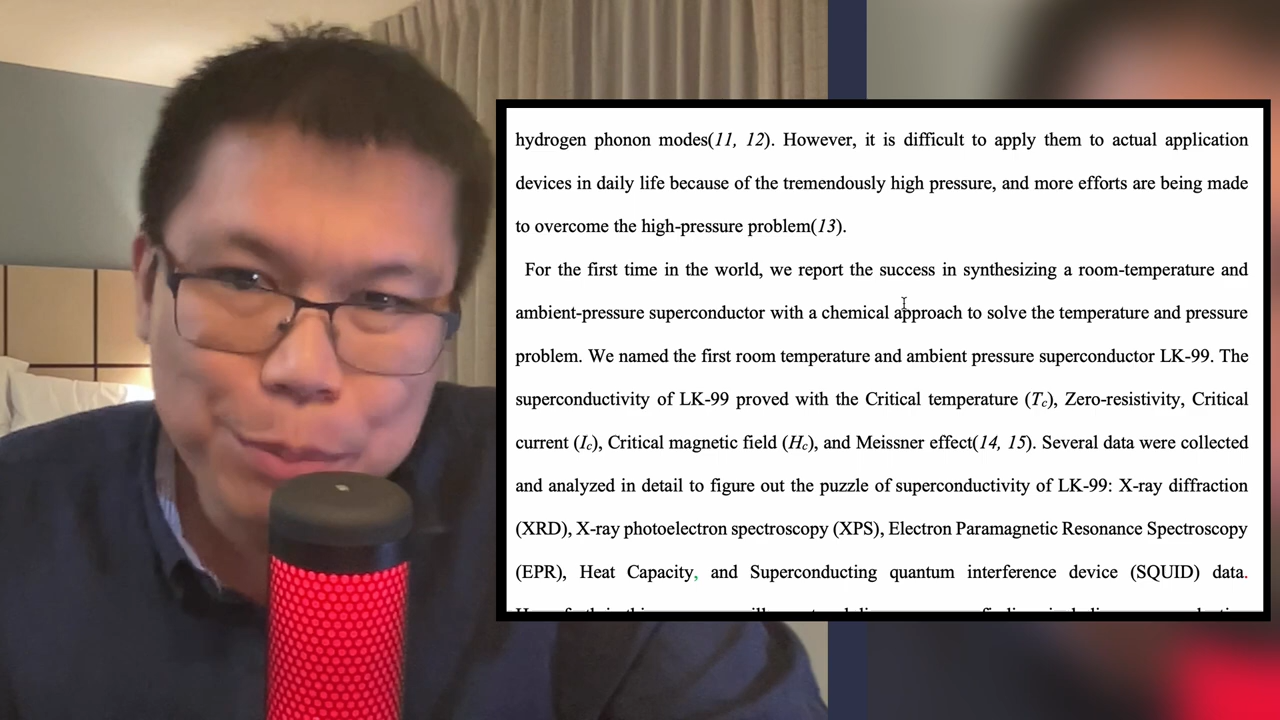 hydrogen phonon modes(11, 12). However, it is difficult to apply them to actual application
devices in daily life because of the tremendously high pressure, and more efforts are being made
to overcome the high-pressure problem(13).
For the first time in the world, we report the success in synthesizing a room-temperature and
ambient-pressure superconductor with a chemical approach to solve the temperature and pressure
problem. We named the first room temperature and ambient pressure superconductor LK-99. The
superconductivity of LK-99 proved with the Critical temperature (Tc), Zero-resistivity, Critical
current (Ic), Critical magnetic field (Hc), and Meissner effect(14, 15). Several data were collected
and analyzed in detail to figure out the puzzle of superconductivity of LK-99: X-ray diffraction
(XRD), X-ray photoelectron spectroscopy (XPS), Electron Paramagnetic Resonance Spectroscopy
(EPR), Heat Capacity, and Superconducting quantum interference device (SQUID) data.